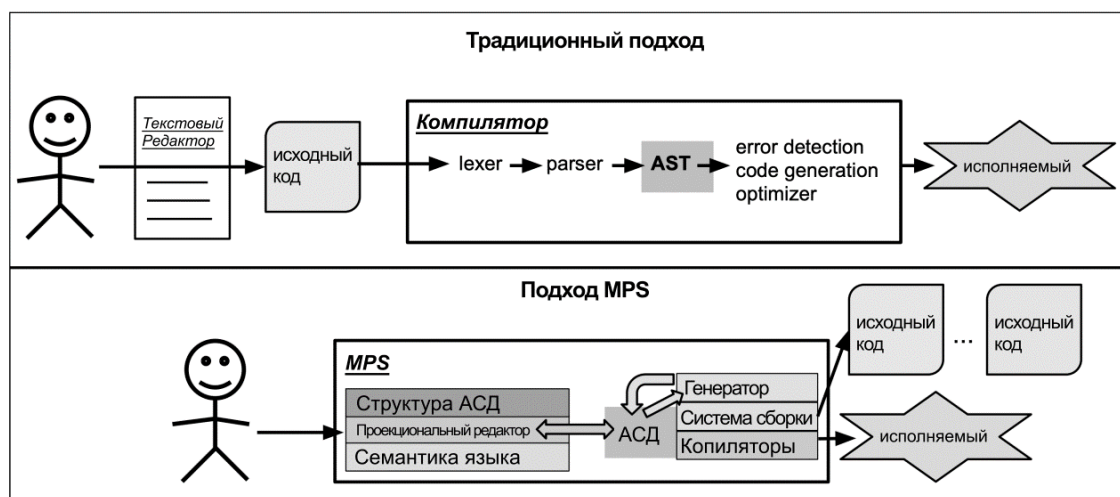 Традиционный подход
Текстовый
Редактор
исходный
код
Компилятор
lexer
parser
AST
error detection
code generation
optimizer
исполняемый
Подход MPS
MPS
Структура АСД
Проекциональный редактор
Семантика языка
АСД
Генератор
Система сборки
Копиляторы
исходный
код
...
исходный
код
исполняемый